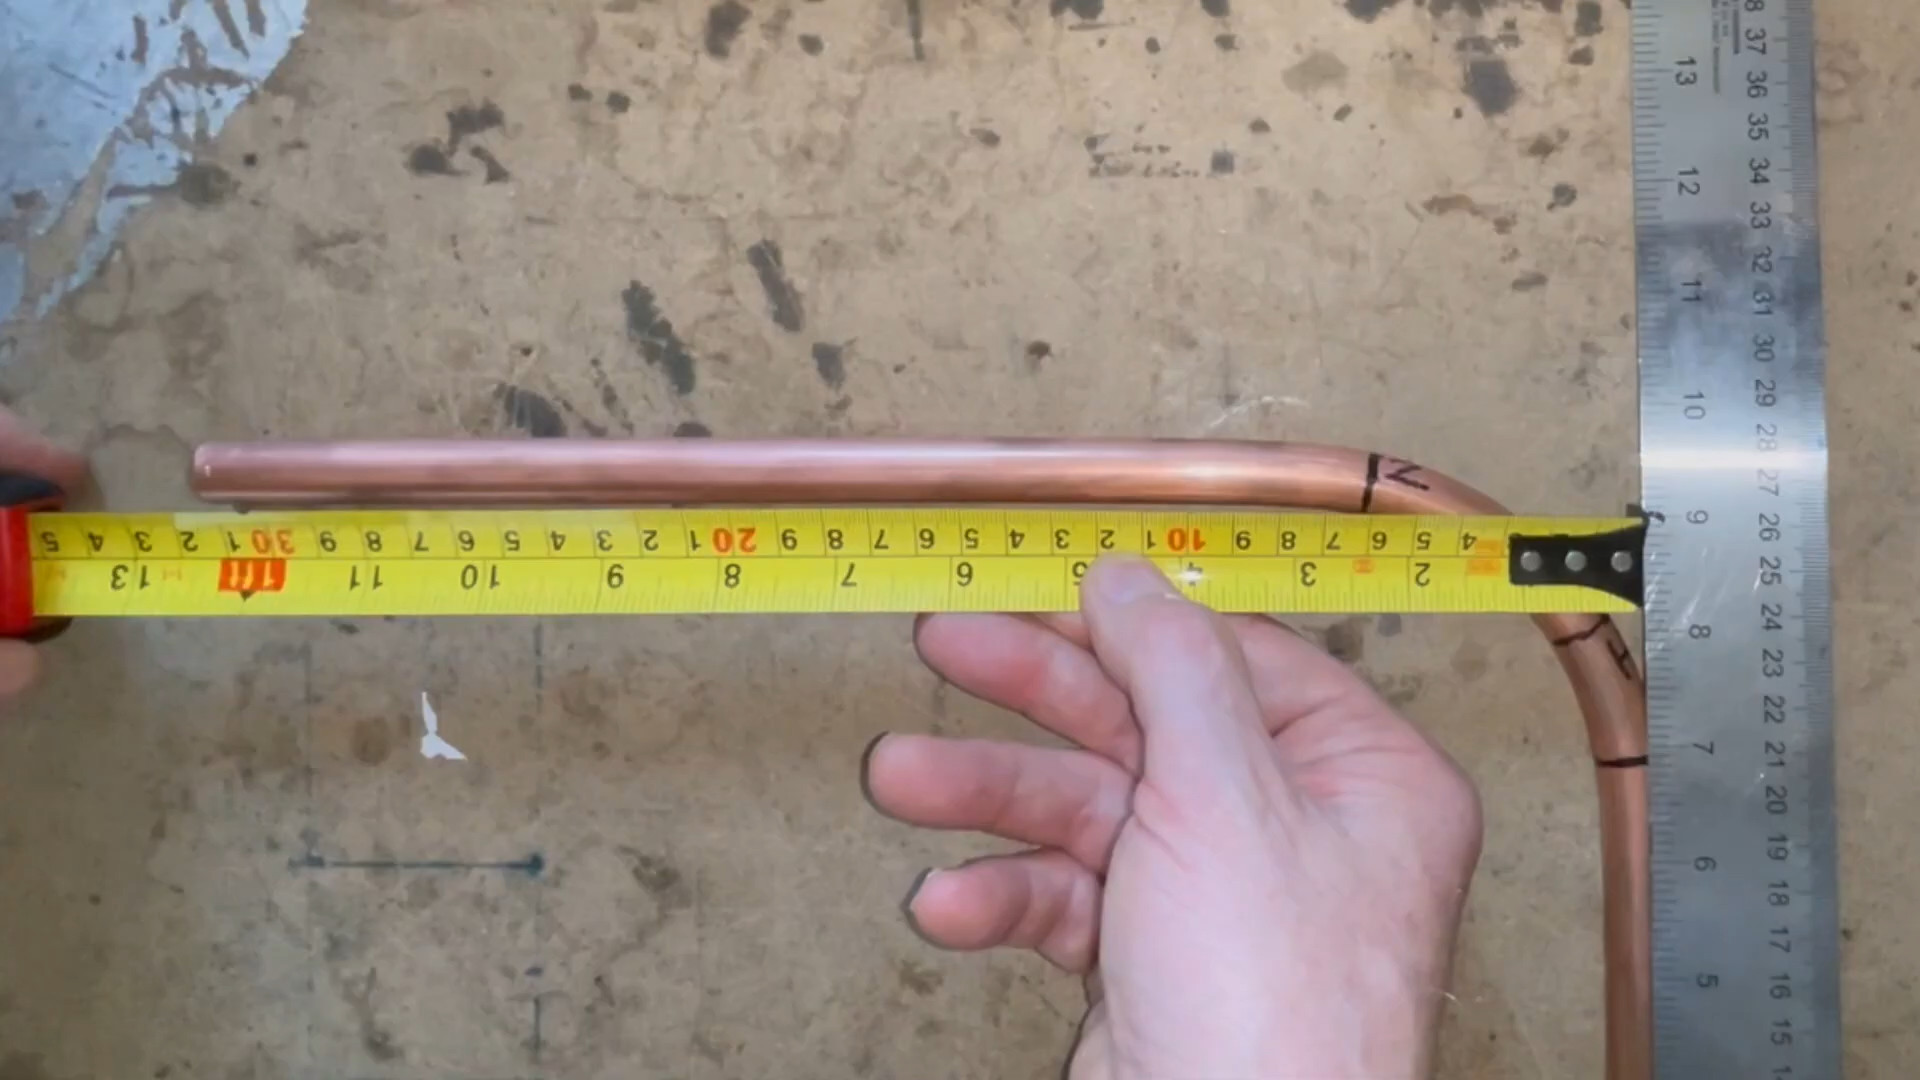 5 4 3 2 1 30 9 8 7 6 5 4 3 2 1 20 9 8 7 6 5 4 3 2 1 10 9 8 7 6 5 4
13 1ft 11 10 9 8 7 6 5 4 3 2
13 12 11 10 9 8 7 6 5
38 37 36 35 34 33 32 31 30 29 28 27 26 25 24 23 22 21 20 19 18 17 16 15